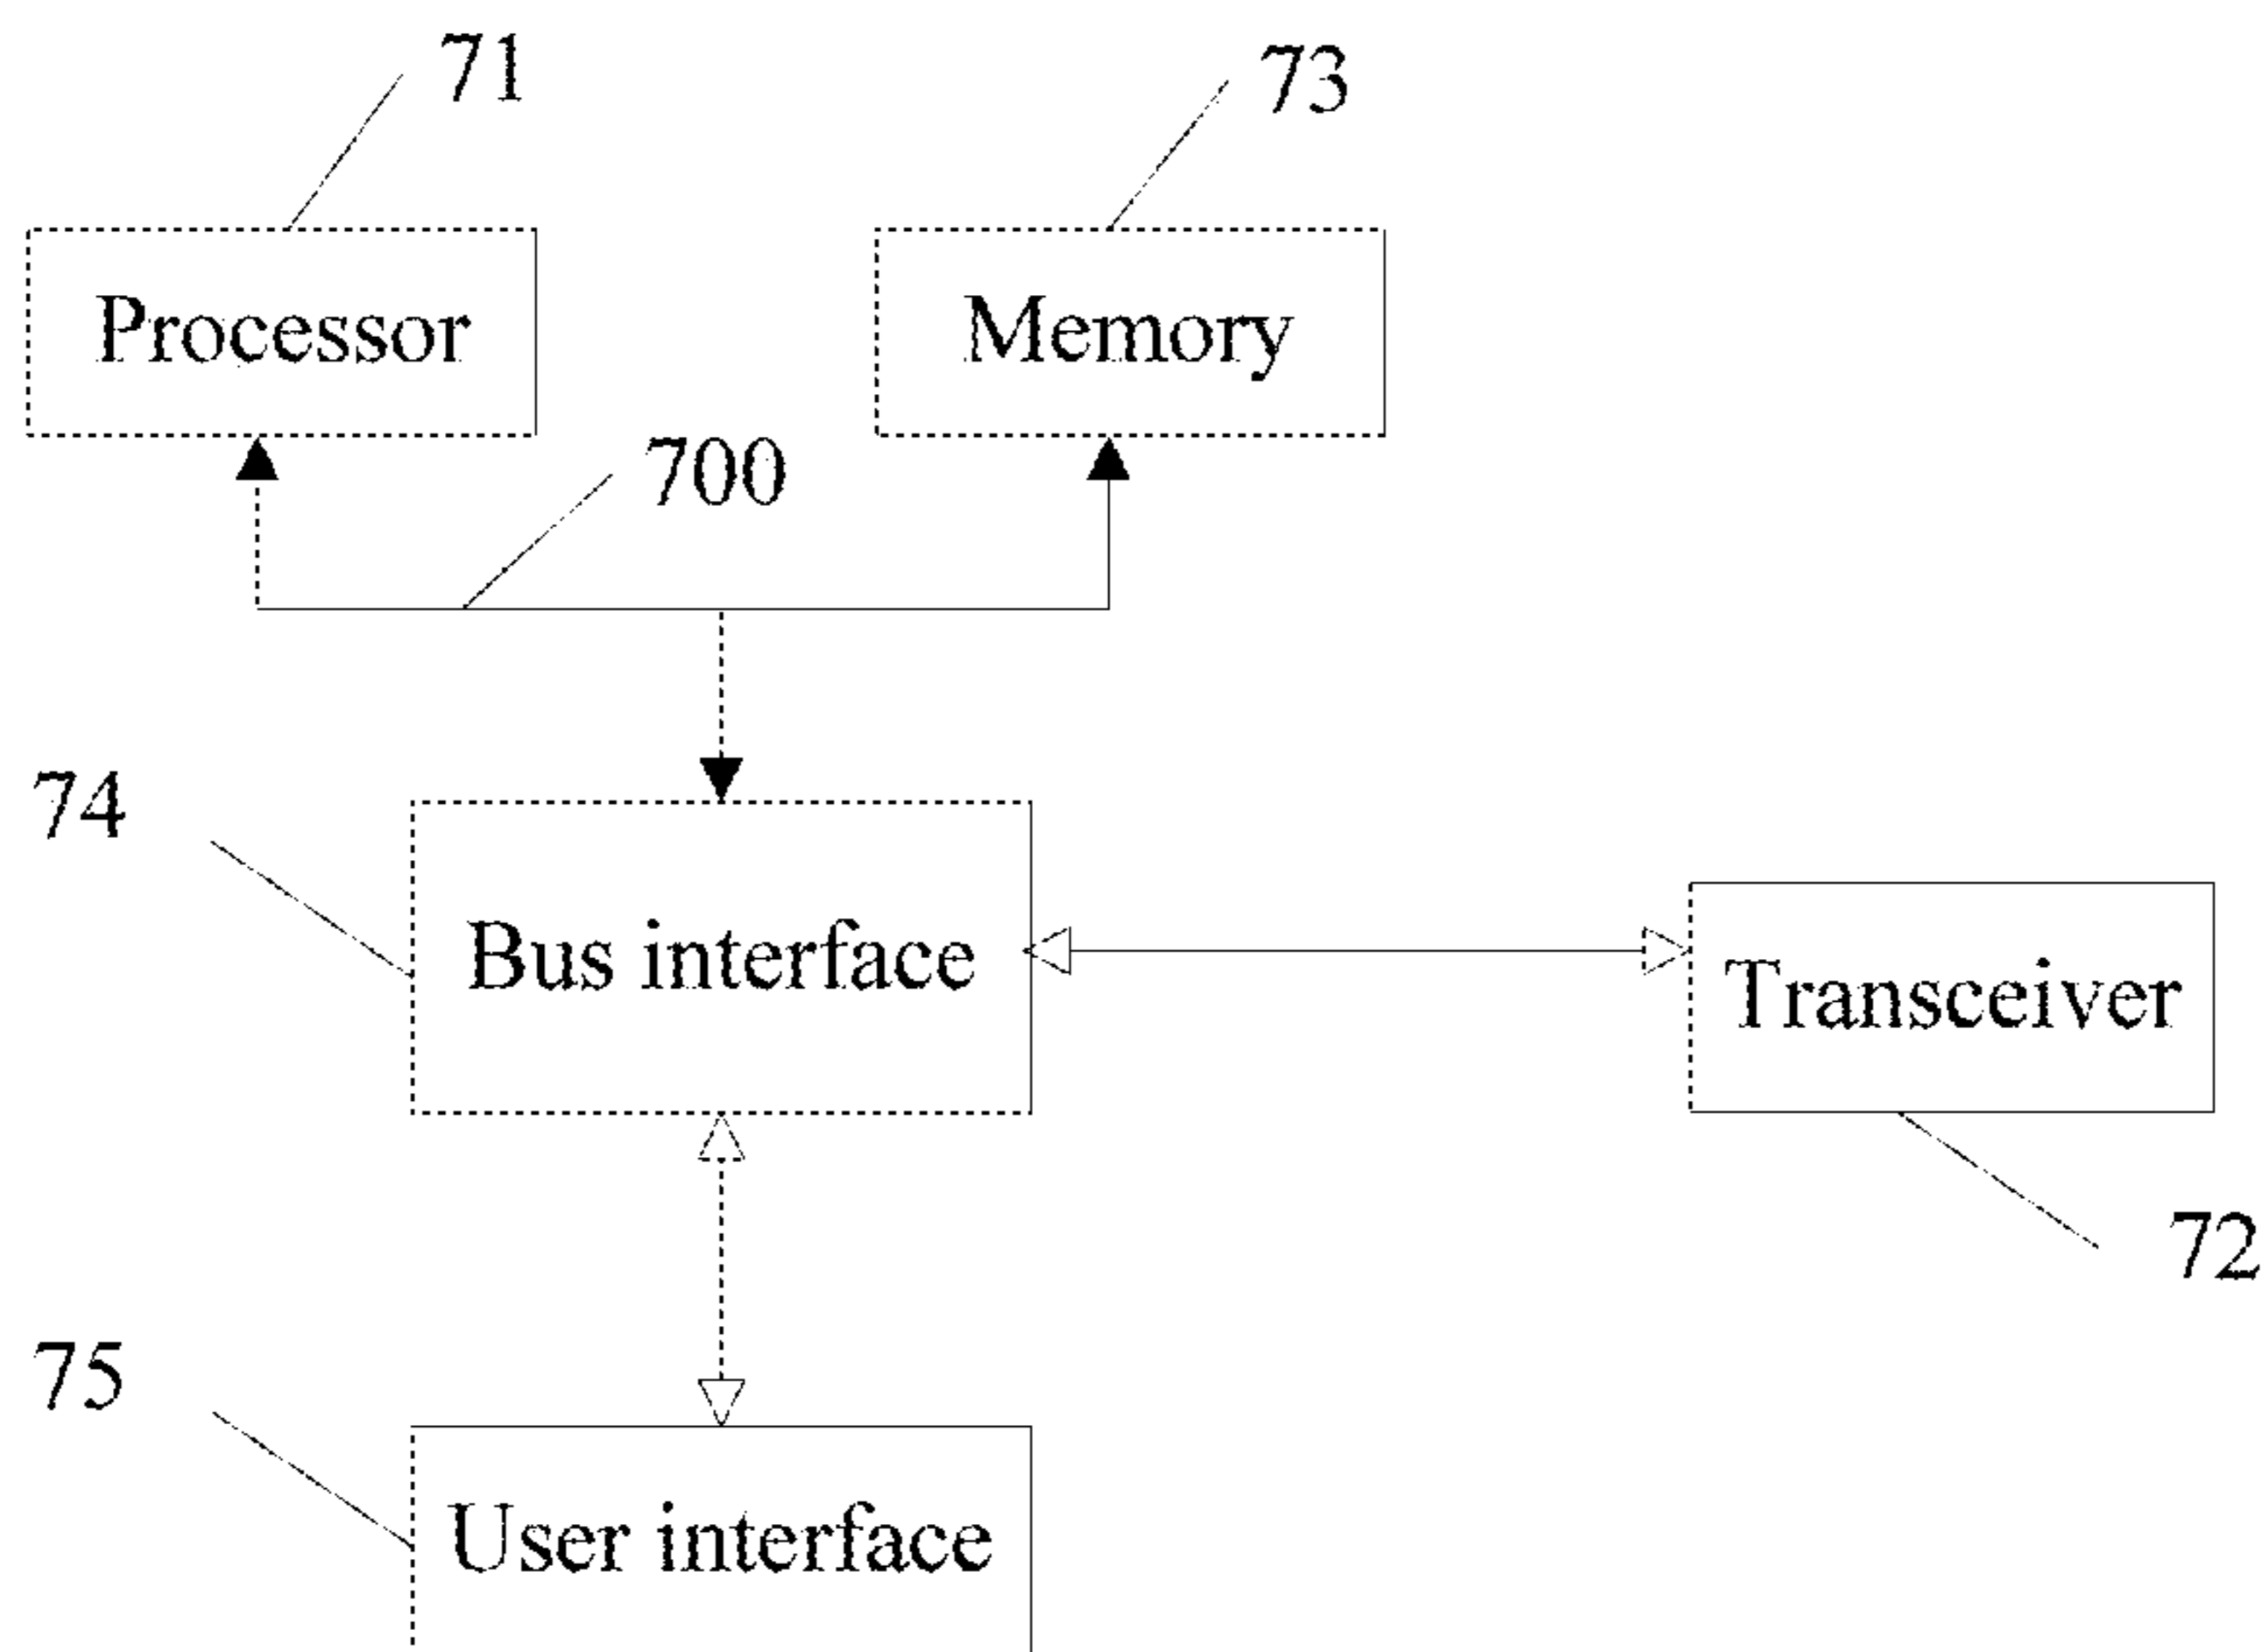 71
73
Processor
Memory
700
74
Bus interface
Transceiver
72
75
User interface